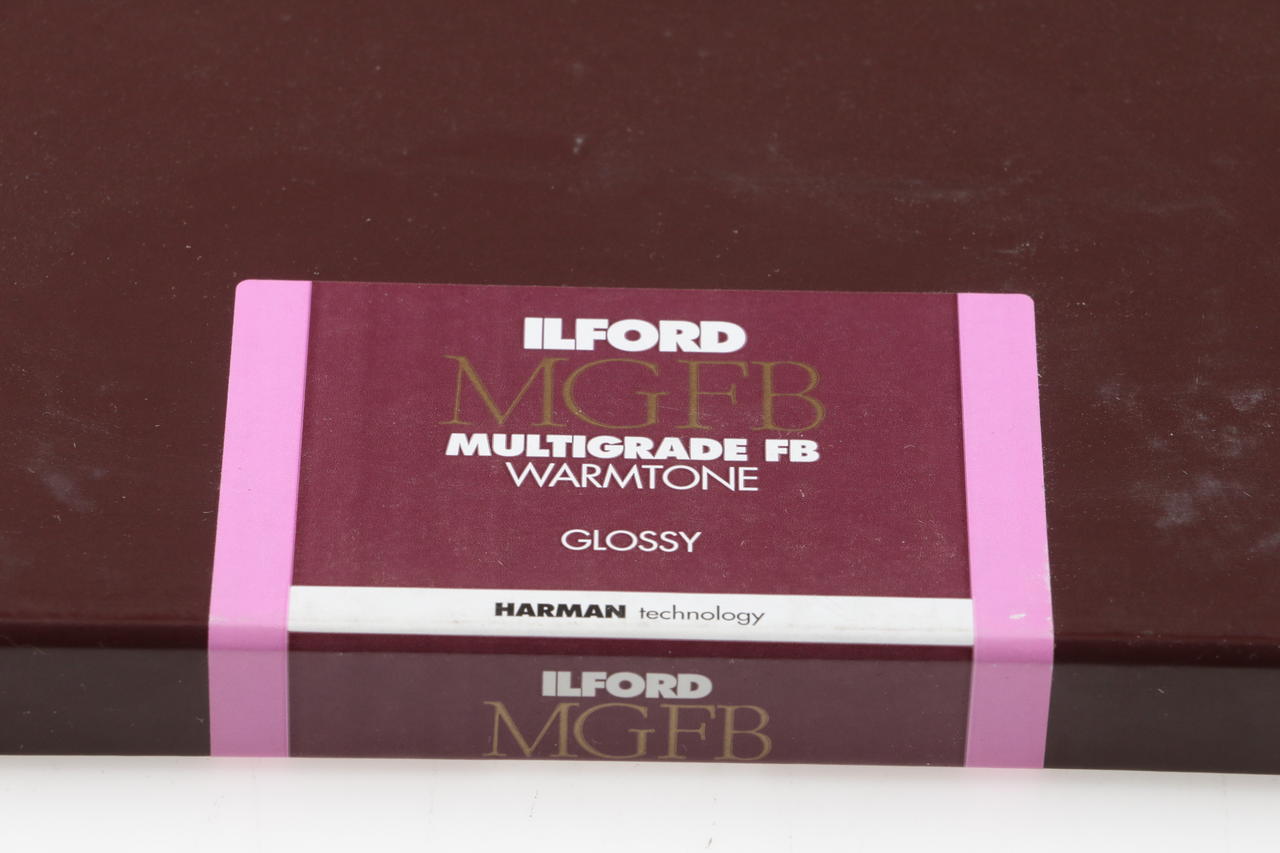 ILFORD
MGFB
MULTIGRADE FB
WARMTONE
GLOSSY
HARMAN technology
ILFORD
MGFB